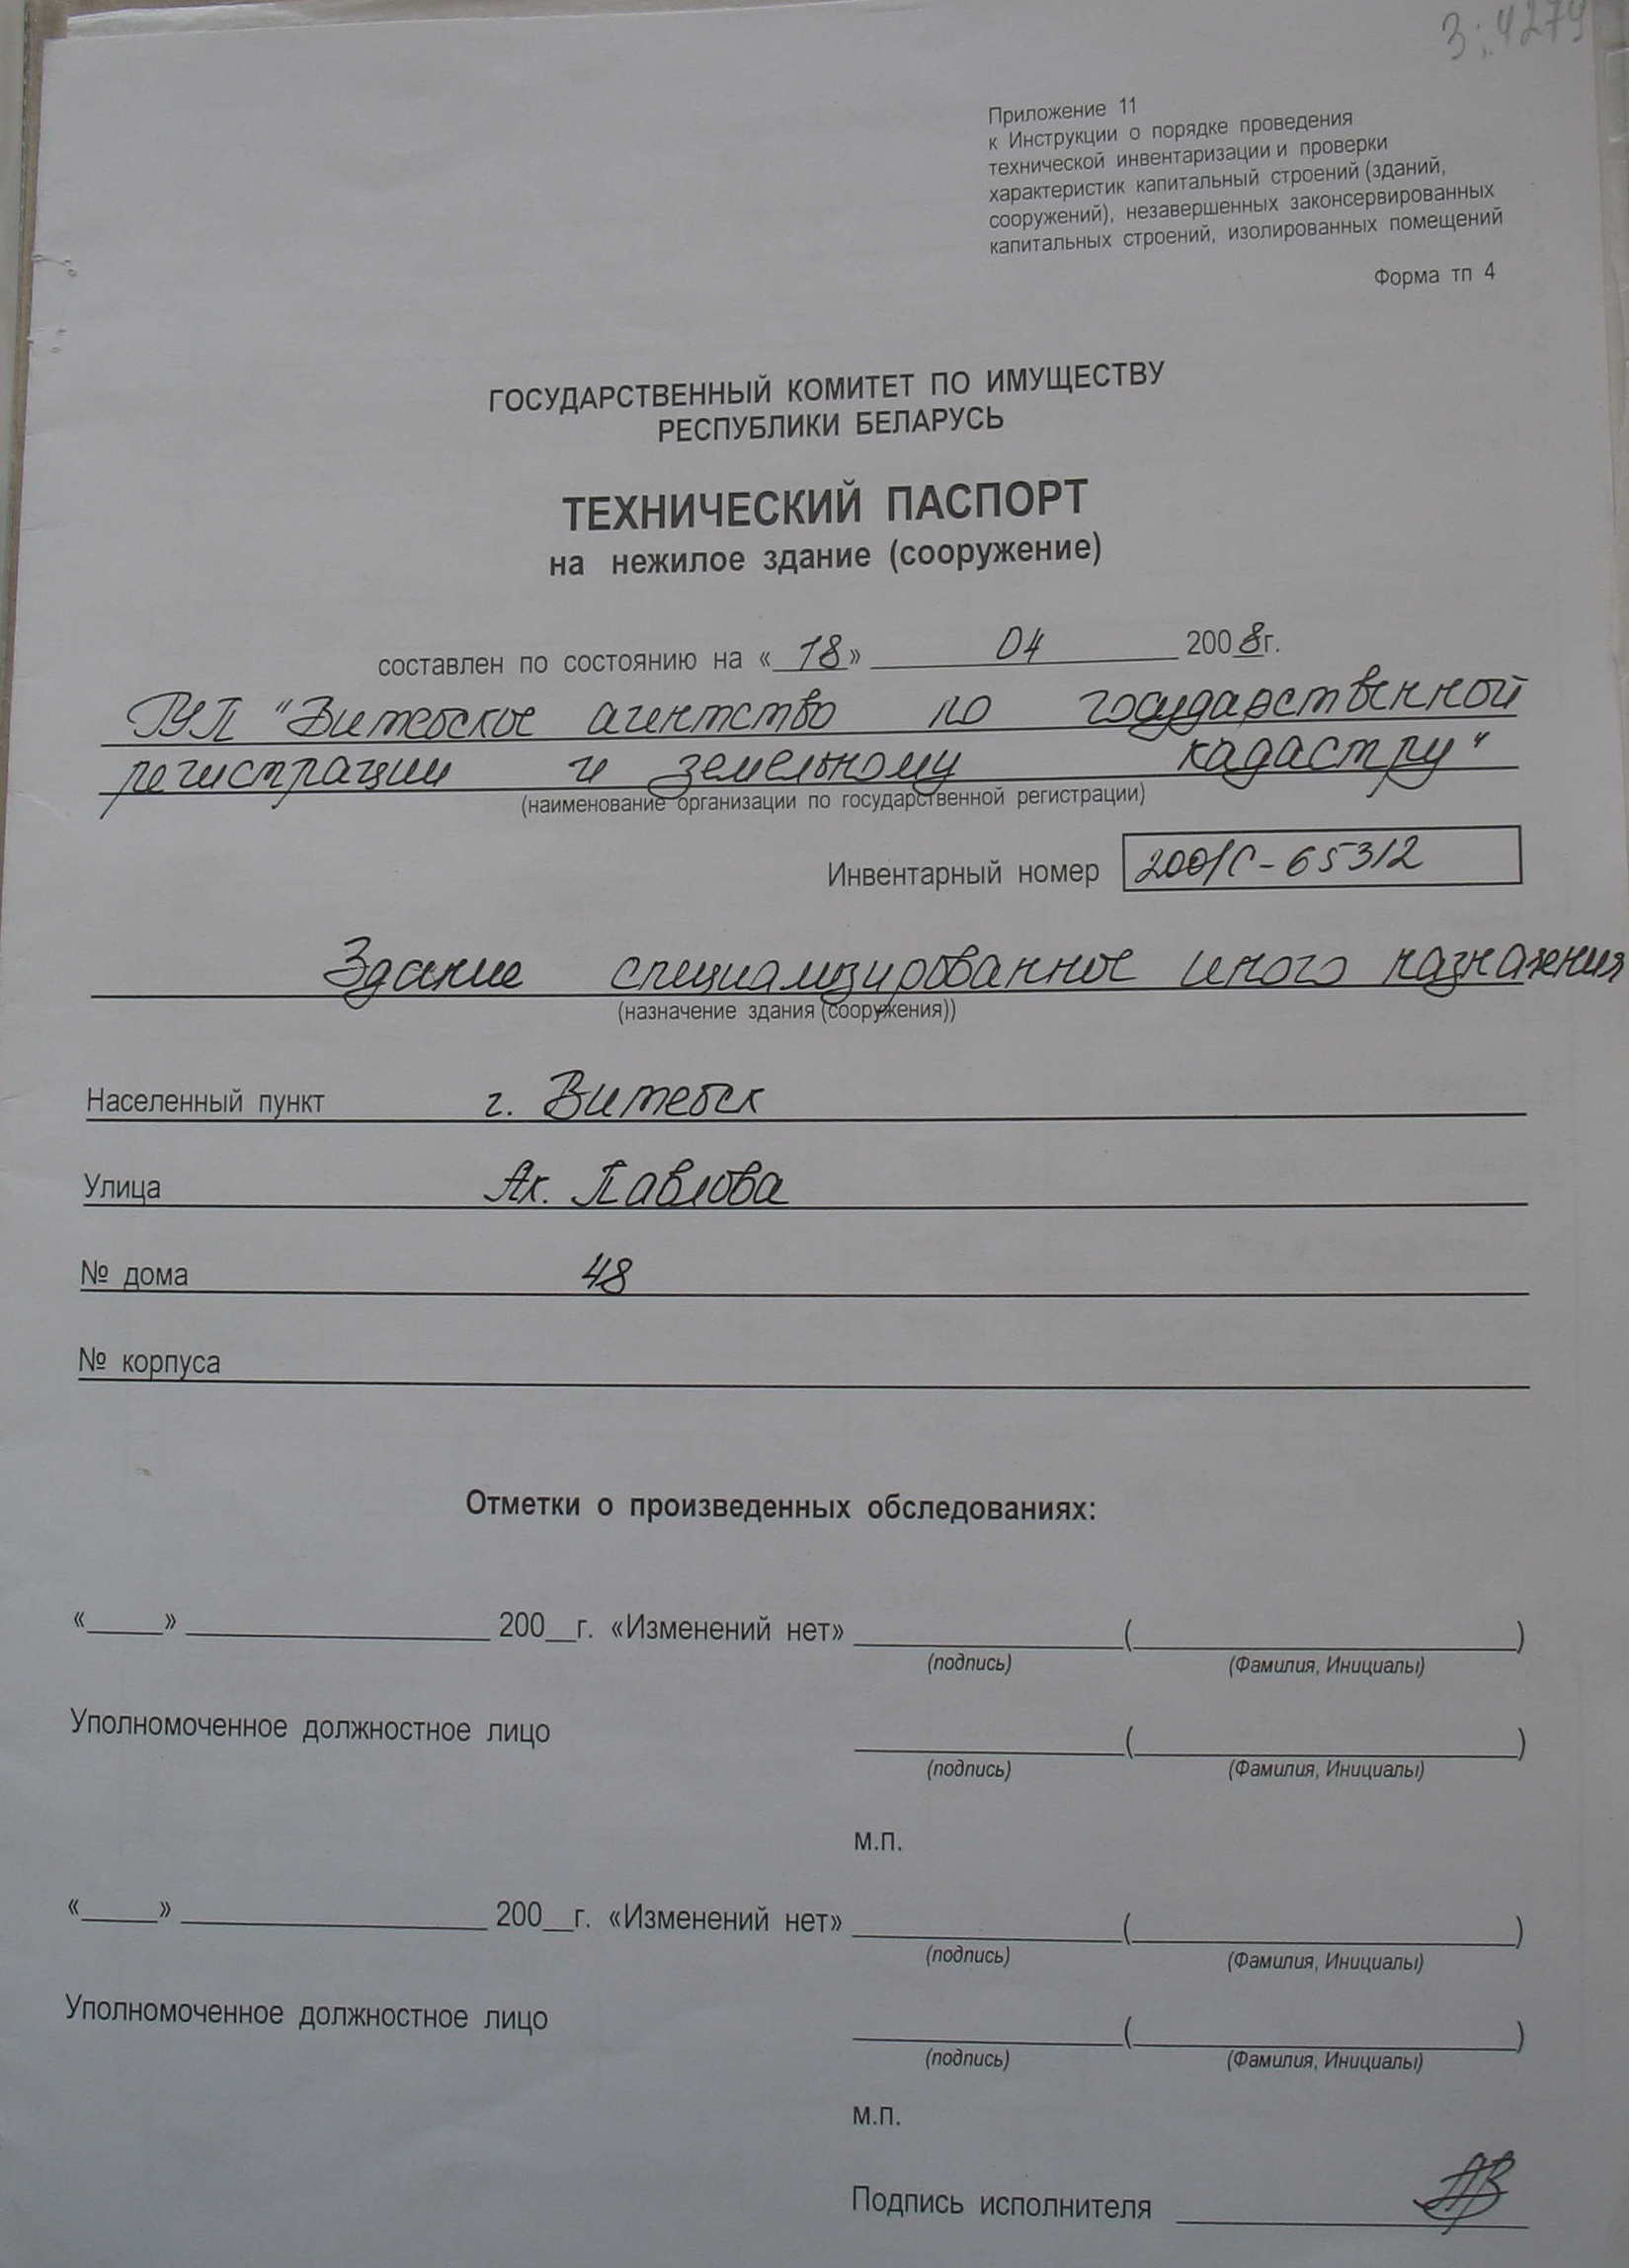 3:4274
Приложение 11
к Инструкции о порядке проведения
технической инвентаризации и проверки
характеристик капитальный строений (зданий,
сооружений), незавершенных законсервированных
капитальных строений, изолированных помещений
Форма тп 4
ГОСУДАРСТВЕННЫЙ КОМИТЕТ ПО ИМУЩЕСТВУ
РЕСПУБЛИКИ БЕЛАРУСЬ
ТЕХНИЧЕСКИЙ ПАСПОРТ
на нежилое здание (сооружение)
составлен по состоянию на «18» 04 2008г.
РУП "Витебское агентство по государственной
регистрации и земельному кадастру"
(наименование организации по государственной регистрации)
Инвентарный номер 200/С-65312
Здание специализированное иного назначения
(назначение здания (сооружения))
Населенный пункт г. Витебск
Улица Ак. Павлова
№ дома 48
№ корпуса
Отметки о произведенных обследованиях:
«_____» ____________ 200__г. «Изменений нет» ____________(____________)
(подпись) (Фамилия, Инициалы)
Уполномоченное должностное лицо ____________(____________)
(подпись) (Фамилия, Инициалы)
м.п.
«_____» ____________ 200__г. «Изменений нет» ____________(____________)
(подпись) (Фамилия, Инициалы)
Уполномоченное должностное лицо ____________(____________)
(подпись) (Фамилия, Инициалы)
м.п.
Подпись исполнителя